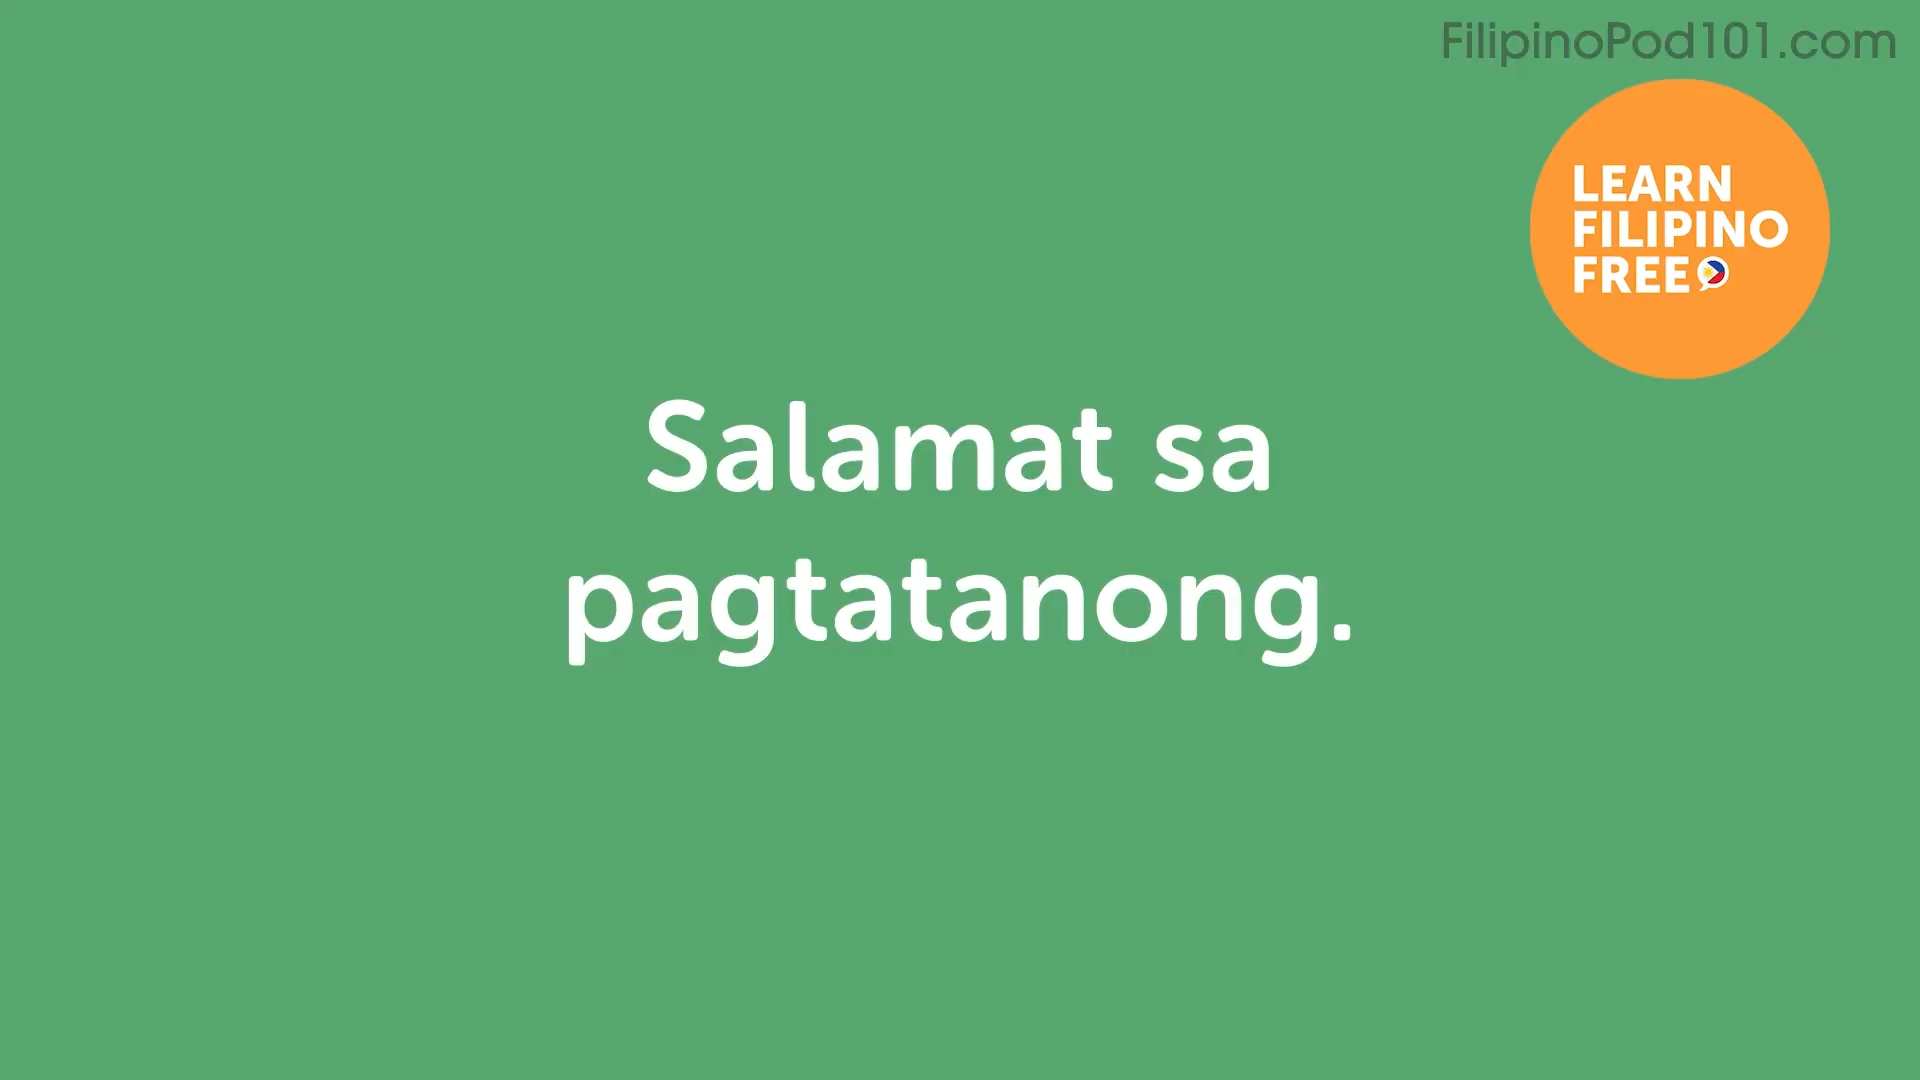 FilipinoPod101.com
LEARN
FILIPINO
FREE
Salamat sa
pagtatanong.